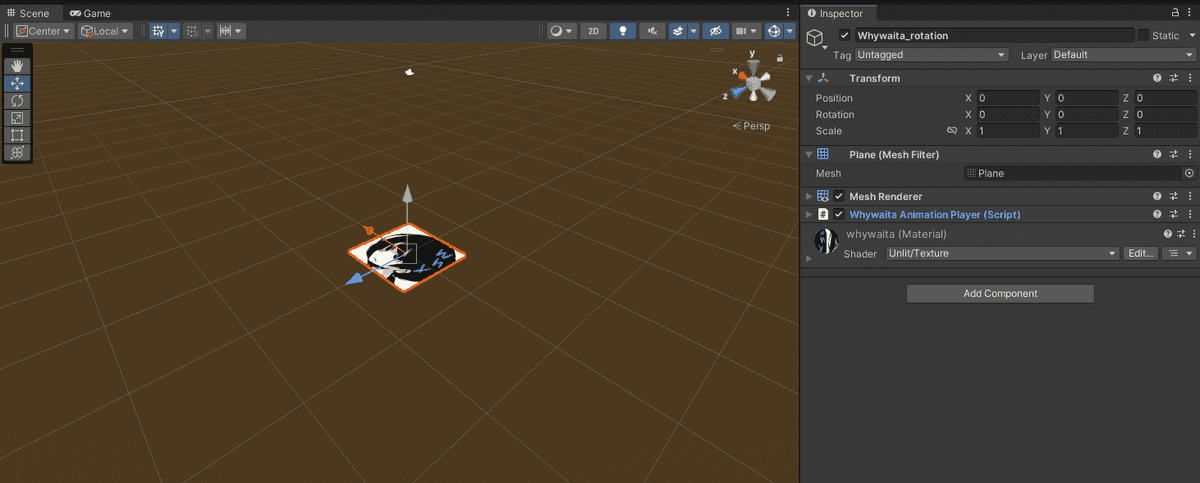 Scene Game
Center Local 2D
y
x
z
Persp
Inspector
Whywaita_rotation Static
Tag Untagged Layer Default
Transform
Position X 0 Y 0 Z 0
Rotation X 0 Y 0 Z 0
Scale X 1 Y 1 Z 1
Plane (Mesh Filter)
Mesh Plane
Mesh Renderer
# Whywaita Animation Player (Script)
whywaita (Material)
Shader Unlit/Texture Edit...
Add Component